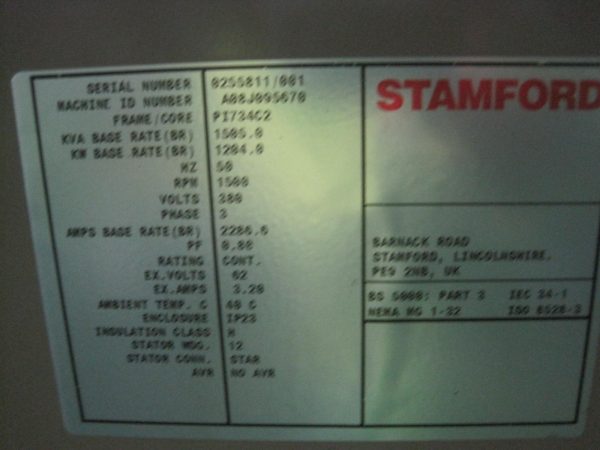 SERIAL NUMBER 0255811/001
MACHINE ID NUMBER A08J095670
FRAME/CORE PI734C2
KVA BASE RATE(BR) 1505.0
KW BASE RATE(BR) 1204.0
HZ 50
RPM 1500
VOLTS 380
PHASE 3
AMPS BASE RATE(BR) 2286.6
PF 0.80
RATING CONT.
EX.VOLTS 62
EX.AMPS 3.20
AMBIENT TEMP. C 40 C
ENCLOSURE IP23
INSULATION CLASS H
STATOR WDG. 12
STATOR CONN. STAR
AVR NO AVR
STAMFORD
BARNACK ROAD
STAMFORD, LINCOLNSHIRE.
PE9 2NB, UK
BS 5000: PART 3 IEC 34-1
NEMA MG 1-32 ISO 8528-3